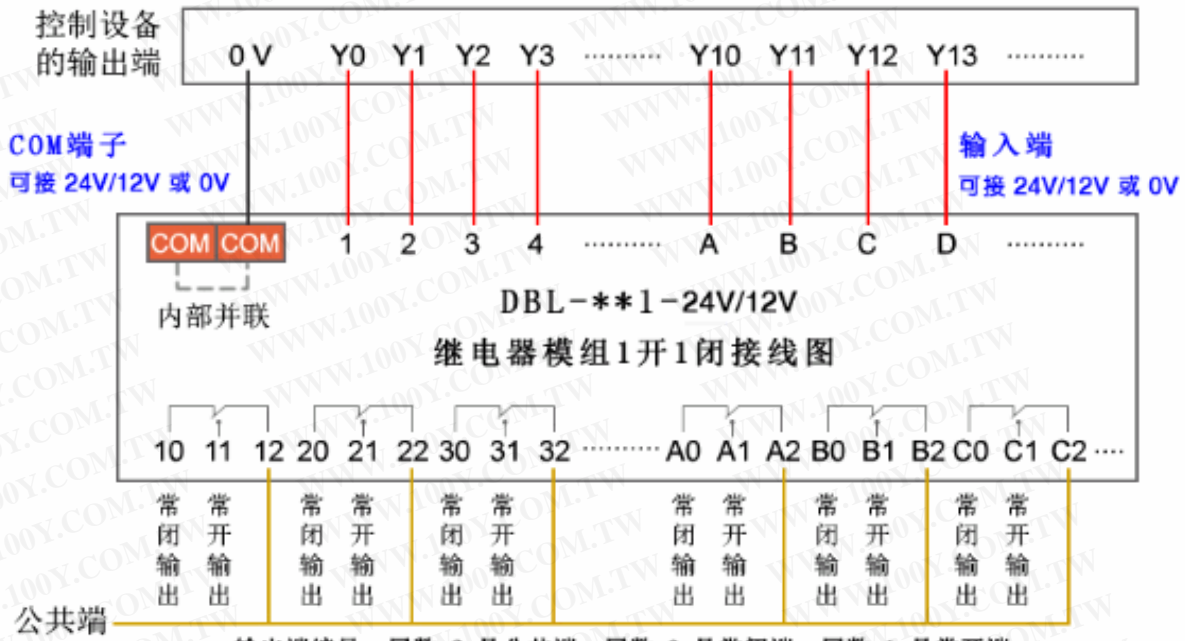 控制设备
的输出端
0 V Y0 Y1 Y2 Y3 ··········· Y10 Y11 Y12 Y13 ···········
COM端子
可接 24V/12V 或 0V
输入端
可接 24V/12V 或 0V
COM COM 1 2 3 4 ··········· A B C D ···········
内部并联
DBL-**1-24V/12V
继电器模组1开1闭接线图
10 11 12 20 21 22 30 31 32 ··········· A0 A1 A2 B0 B1 B2 C0 C1 C2 ····
常闭输出 常开输出 常闭输出 常开输出 常闭输出 常开输出 常闭输出 常开输出 常闭输出 常开输出 常闭输出 常开输出
公共端
WWW.100Y.COM.TW